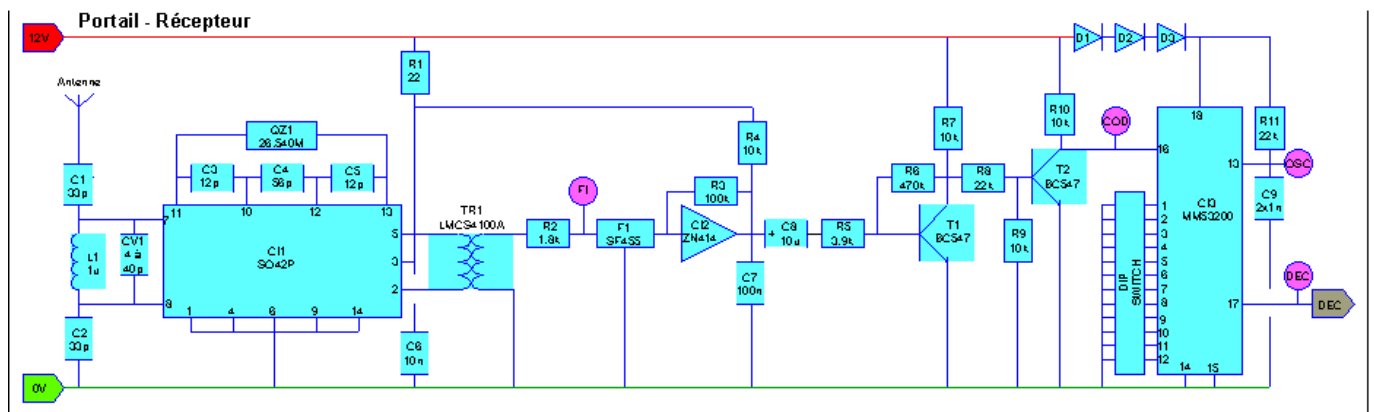 Portail - Récepteur
12V
Antenne
C1
33p
L1
1u
CV1
4 à
40p
C2
33p
QZ1
26.540M
C3
12p
C4
56p
C5
12p
11
10
12
13
7
8
CI1
SO42P
5
3
2
1
4
6
9
14
R1
22
C6
10n
TR1
LMCS4100A
R2
1.8k
FI
F1
SF455
R4
10k
R3
100k
CI2
ZN414
C7
100n
+ C8
10u
R5
3.9k
R6
470k
R7
10k
T1
BC547
R8
22k
R9
10k
R10
10k
T2
BC547
D1
D2
D3
COD
DIP
SWITCH
1
2
3
4
5
6
7
8
9
10
11
12
18
16
13
CI3
MM53200
17
14
15
R11
22k
OSC
C9
2x1n
DEC
DEC
0V